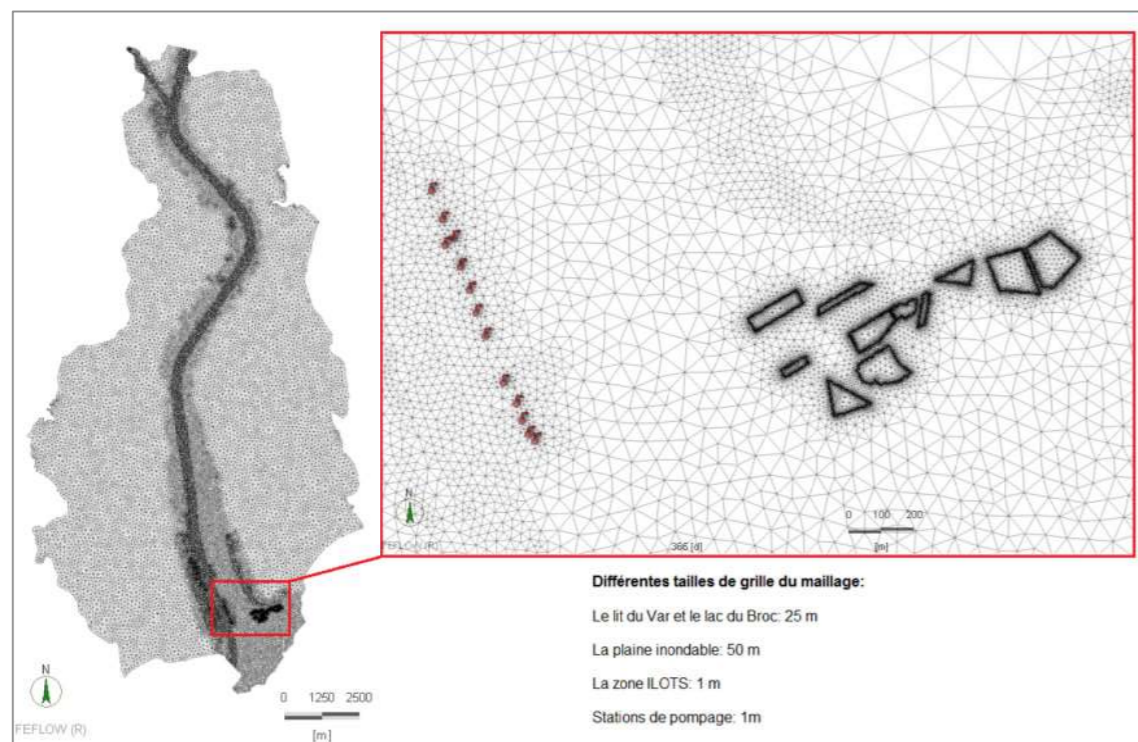 N
FEFLOW (R)
0 1250 2500
[m]
N
FEFLOW (R)
366 [d]
0 100 200
[m]
Différentes tailles de grille du maillage:
Le lit du Var et le lac du Broc: 25 m
La plaine inondable: 50 m
La zone ILOTS: 1 m
Stations de pompage: 1m